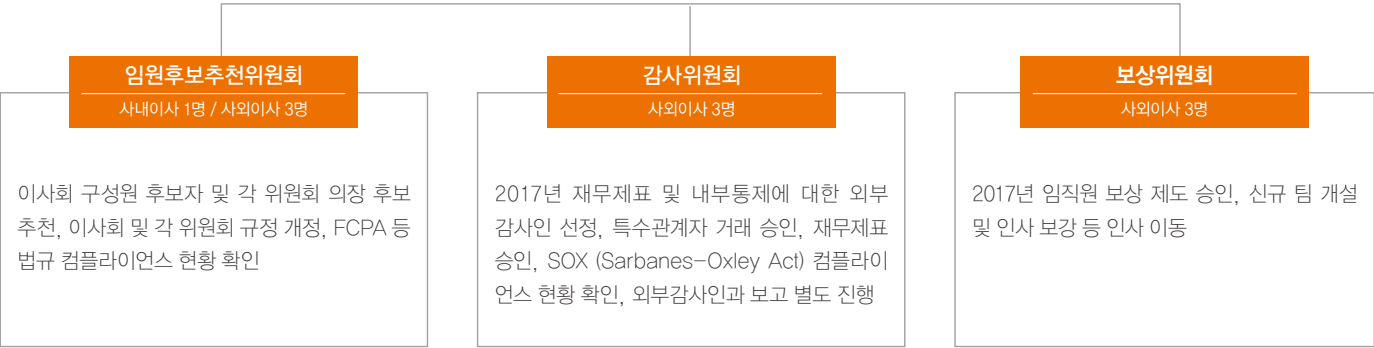 임원후보추천위원회
사내이사 1명 / 사외이사 3명
이사회 구성원 후보자 및 각 위원회 의장 후보
추천, 이사회 및 각 위원회 규정 개정, FCPA 등
법규 컴플라이언스 현황 확인
감사위원회
사외이사 3명
2017년 재무제표 및 내부통제에 대한 외부
감사인 선정, 특수관계자 거래 승인, 재무제표
승인, SOX (Sarbanes-Oxley Act) 컴플라이
언스 현황 확인, 외부감사인과 보고 별도 진행
보상위원회
사외이사 3명
2017년 임직원 보상 제도 승인, 신규 팀 개설
및 인사 보강 등 인사 이동